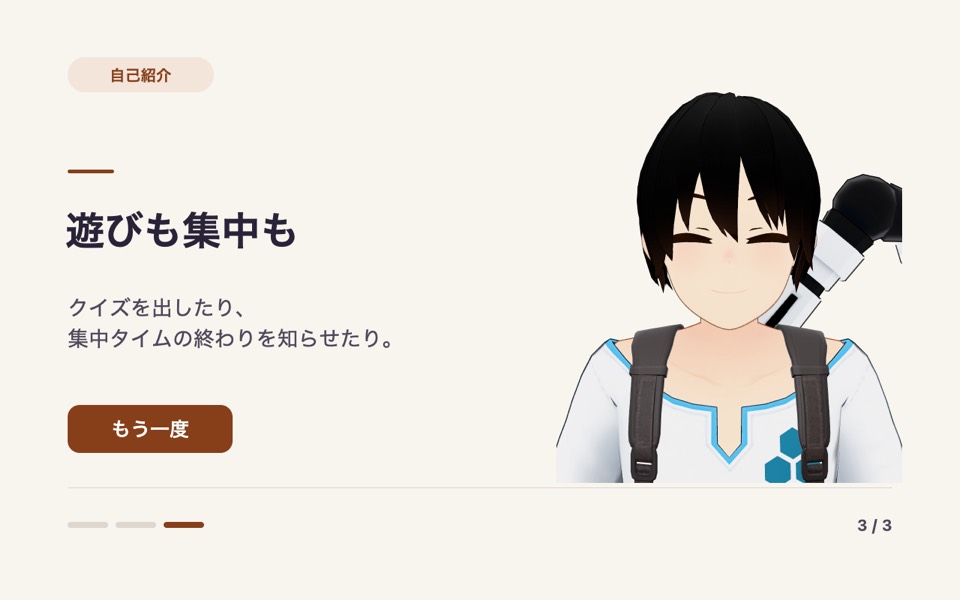 自己紹介
遊びも集中も
クイズを出したり、
集中タイムの終わりを知らせたり。
もう一度
3 / 3